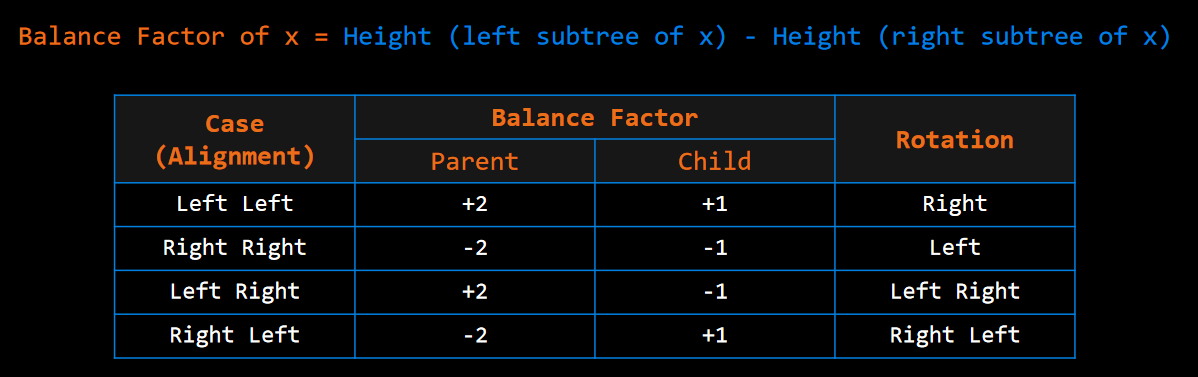 Balance Factor of x = Height (left subtree of x) - Height (right subtree of x)
Case
(Alignment)
Balance Factor
Rotation
Parent
Child
Left Left
+2
+1
Right
Right Right
-2
-1
Left
Left Right
+2
-1
Left Right
Right Left
-2
+1
Right Left